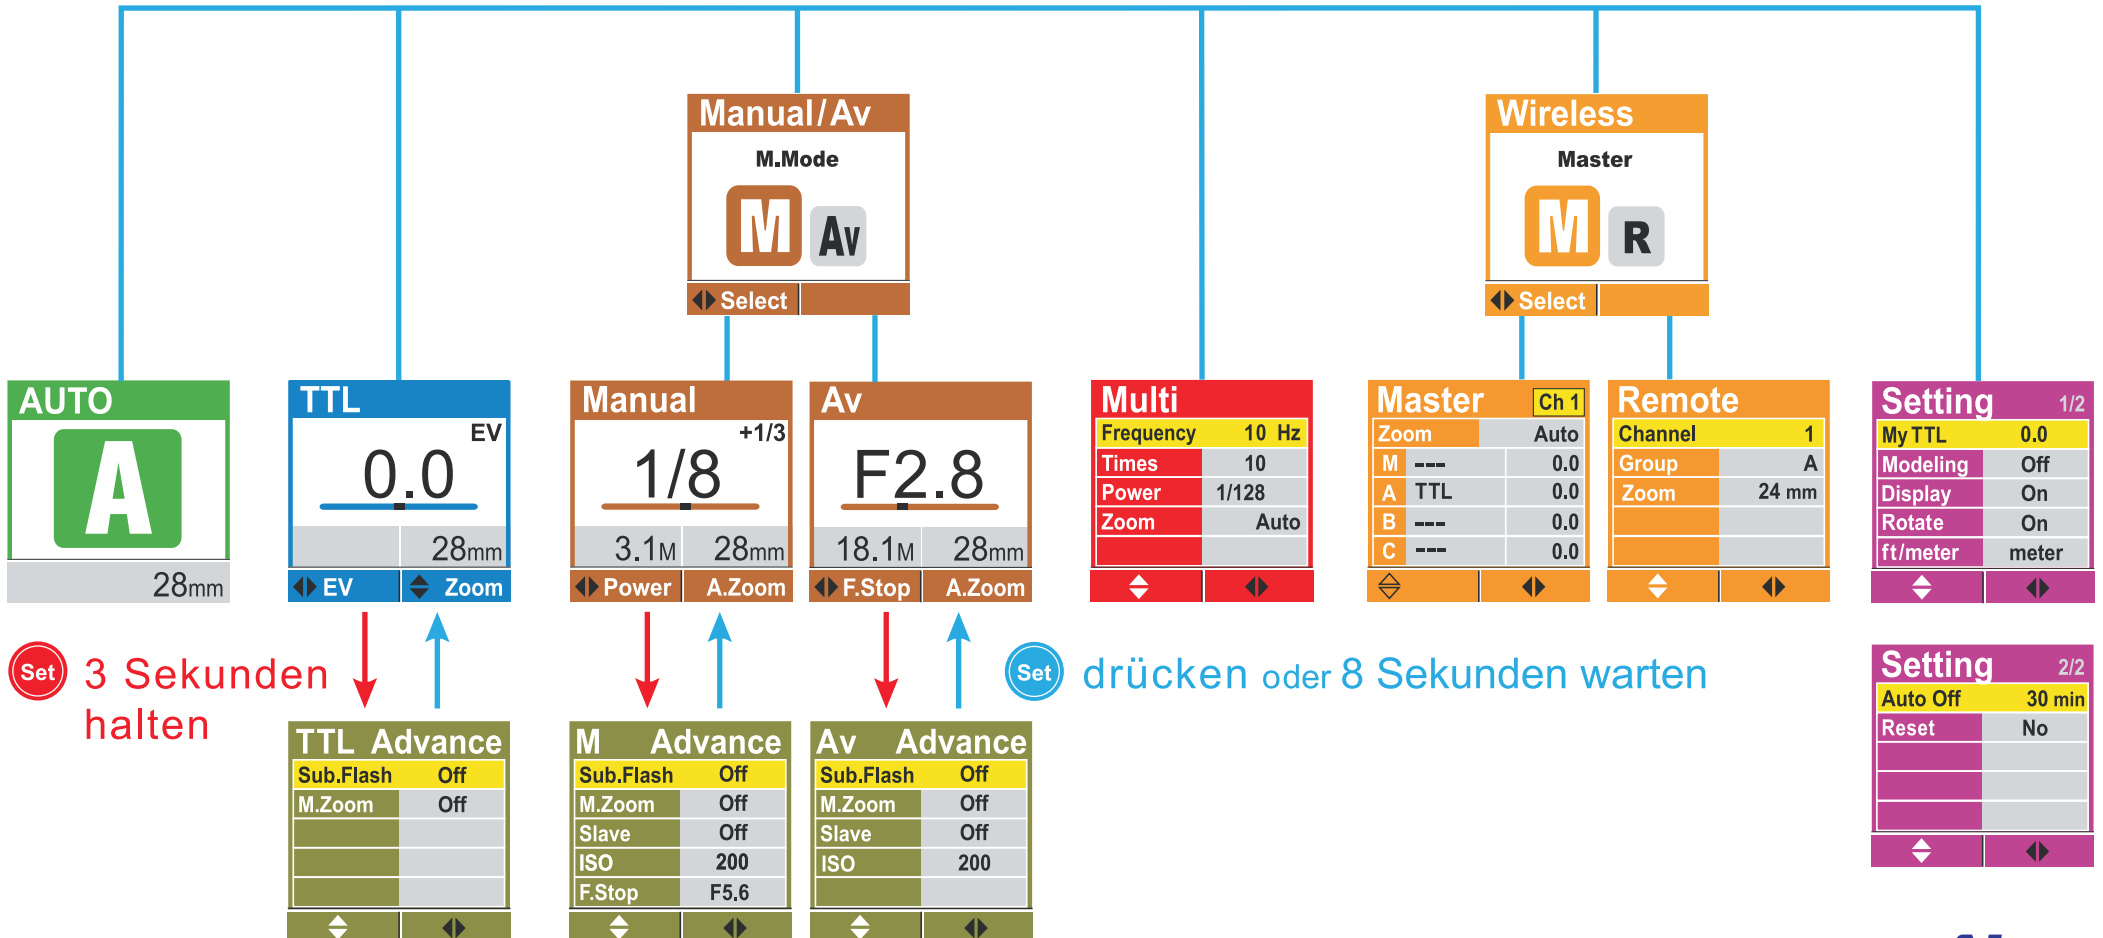 Manual/Av
M.Mode
M Av
Select
Wireless
Master
M R
Select
AUTO
A
28mm
TTL
EV
0.0
28mm
EV Zoom
Manual
+1/3
1/8
3.1M 28mm
Power A.Zoom
Av
F2.8
18.1M 28mm
F.Stop A.Zoom
Multi
Frequency 10 Hz
Times 10
Power 1/128
Zoom Auto
Master Ch 1
Zoom Auto
M --- 0.0
A TTL 0.0
B --- 0.0
C --- 0.0
Remote
Channel 1
Group A
Zoom 24 mm
Setting 1/2
My TTL 0.0
Modeling Off
Display On
Rotate On
ft/meter meter
Set 3 Sekunden
halten
Set drücken oder 8 Sekunden warten
TTL Advance
Sub.Flash Off
M.Zoom Off
M Advance
Sub.Flash Off
M.Zoom Off
Slave Off
ISO 200
F.Stop F5.6
Av Advance
Sub.Flash Off
M.Zoom Off
Slave Off
ISO 200
Setting 2/2
Auto Off 30 min
Reset No